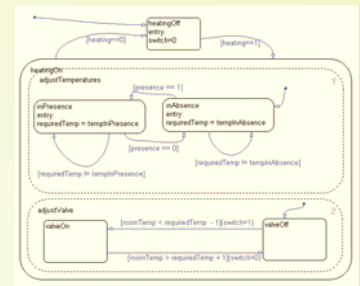 heatingOff
entry:
switch=0
[heating==0]
[heating==1]
heatingOn
adjustTemperatures
1
[presence == 1]
inPresence
entry:
requiredTemp = tempInPresence
inAbsence
entry:
requiredTemp = tempInAbsence
[presence == 0]
[requiredTemp != tempInPresence]
[requiredTemp != tempInAbsence]
adjustValve
2
[roomTemp < requiredTemp - 1]{switch=1}
valveOn
valveOff
[roomTemp > requiredTemp + 1]{switch=0}